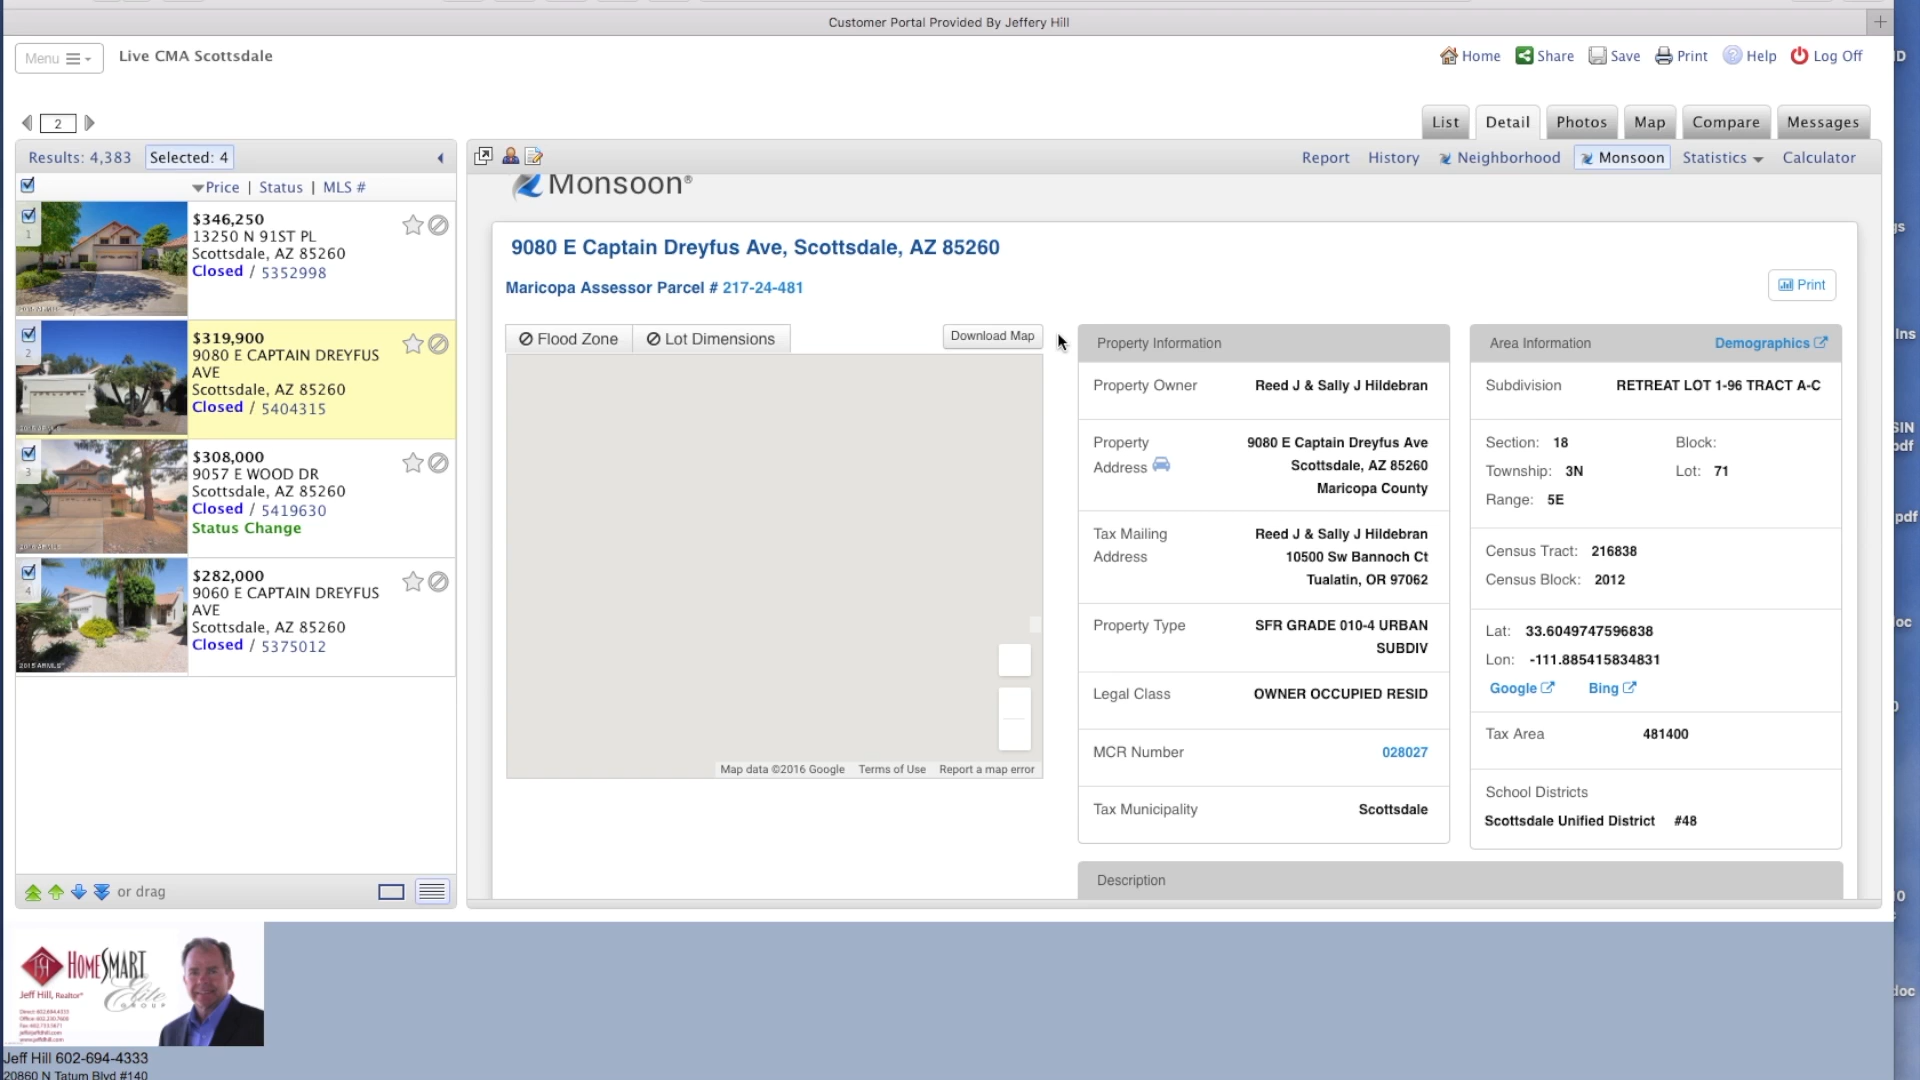 Customer Portal Provided By Jeffery Hill
Menu
Live CMA Scottsdale
Home
Share
Save
Print
Help
Log Off
2
List
Detail
Photos
Map
Compare
Messages
Results: 4,383
Selected: 4
Report
History
Neighborhood
Monsoon
Statistics
Calculator
Price | Status | MLS #
1
$346,250
13250 N 91ST PL
Scottsdale, AZ 85260
Closed / 5352998
2
$319,900
9080 E CAPTAIN DREYFUS
AVE
Scottsdale, AZ 85260
Closed / 5404315
3
$308,000
9057 E WOOD DR
Scottsdale, AZ 85260
Closed / 5419630
Status Change
4
$282,000
9060 E CAPTAIN DREYFUS
AVE
Scottsdale, AZ 85260
Closed / 5375012
or drag
Monsoon®
9080 E Captain Dreyfus Ave, Scottsdale, AZ 85260
Maricopa Assessor Parcel # 217-24-481
Print
Flood Zone
Lot Dimensions
Download Map
Map data ©2016 Google
Terms of Use
Report a map error
Property Information
Property Owner
Reed J & Sally J Hildebran
Property
Address
9080 E Captain Dreyfus Ave
Scottsdale, AZ 85260
Maricopa County
Tax Mailing
Address
Reed J & Sally J Hildebran
10500 Sw Bannoch Ct
Tualatin, OR 97062
Property Type
SFR GRADE 010-4 URBAN
SUBDIV
Legal Class
OWNER OCCUPIED RESID
MCR Number
028027
Tax Municipality
Scottsdale
Area Information
Demographics
Subdivision
RETREAT LOT 1-96 TRACT A-C
Section: 18
Block:
Township: 3N
Lot: 71
Range: 5E
Census Tract: 216838
Census Block: 2012
Lat: 33.6049747596838
Lon: -111.885415834831
Google
Bing
Tax Area
481400
School Districts
Scottsdale Unified District #48
Description
HOMESMART
Elite
GROUP
Jeff Hill, Realtor®
Jeff Hill 602-694-4333
20860 N Tatum Blvd #140